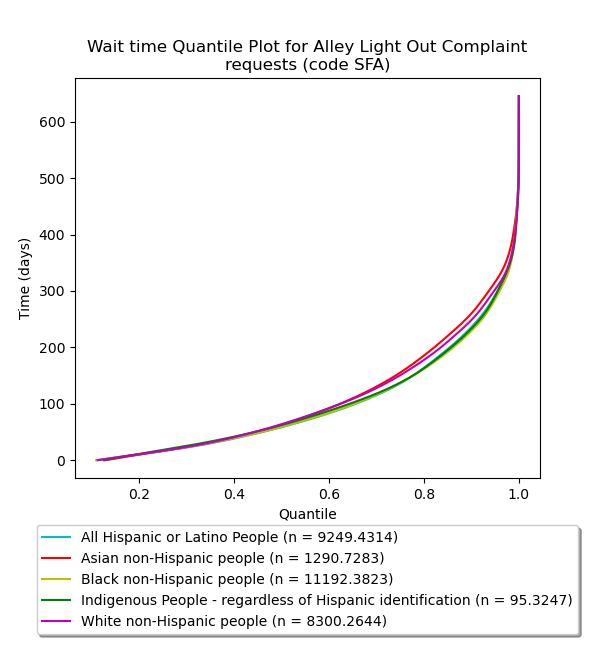 Wait time Quantile Plot for Alley Light Out Complaint
requests (code SFA)
Time (days)
600
500
400
300
200
100
0
0.2 0.4 0.6 0.8 1.0
Quantile
All Hispanic or Latino People (n = 9249.4314)
Asian non-Hispanic people (n = 1290.7283)
Black non-Hispanic people (n = 11192.3823)
Indigenous People - regardless of Hispanic identification (n = 95.3247)
White non-Hispanic people (n = 8300.2644)